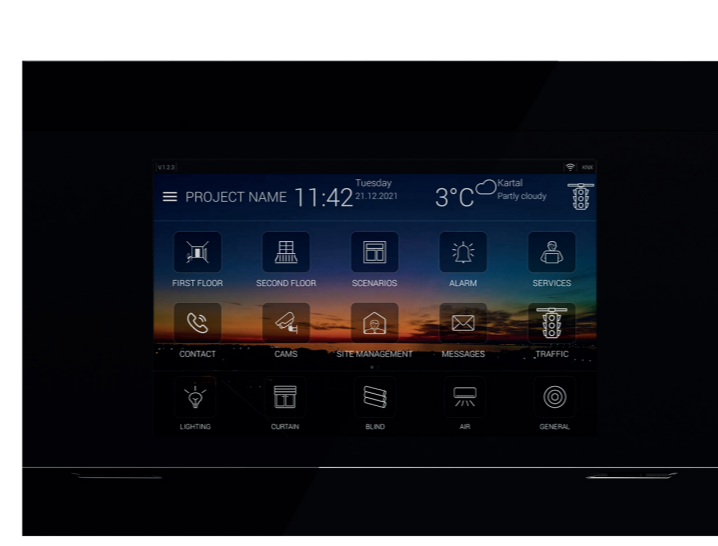 V.1.2.3
KNX
PROJECT NAME 11:42 Tuesday
21.12.2021
3°C Kartal
Partly cloudy
FIRST FLOOR SECOND FLOOR SCENARIOS ALARM SERVICES
CONTACT CAMS SITE MANAGEMENT MESSAGES TRAFFIC
LIGHTING CURTAIN BLIND AIR GENERAL